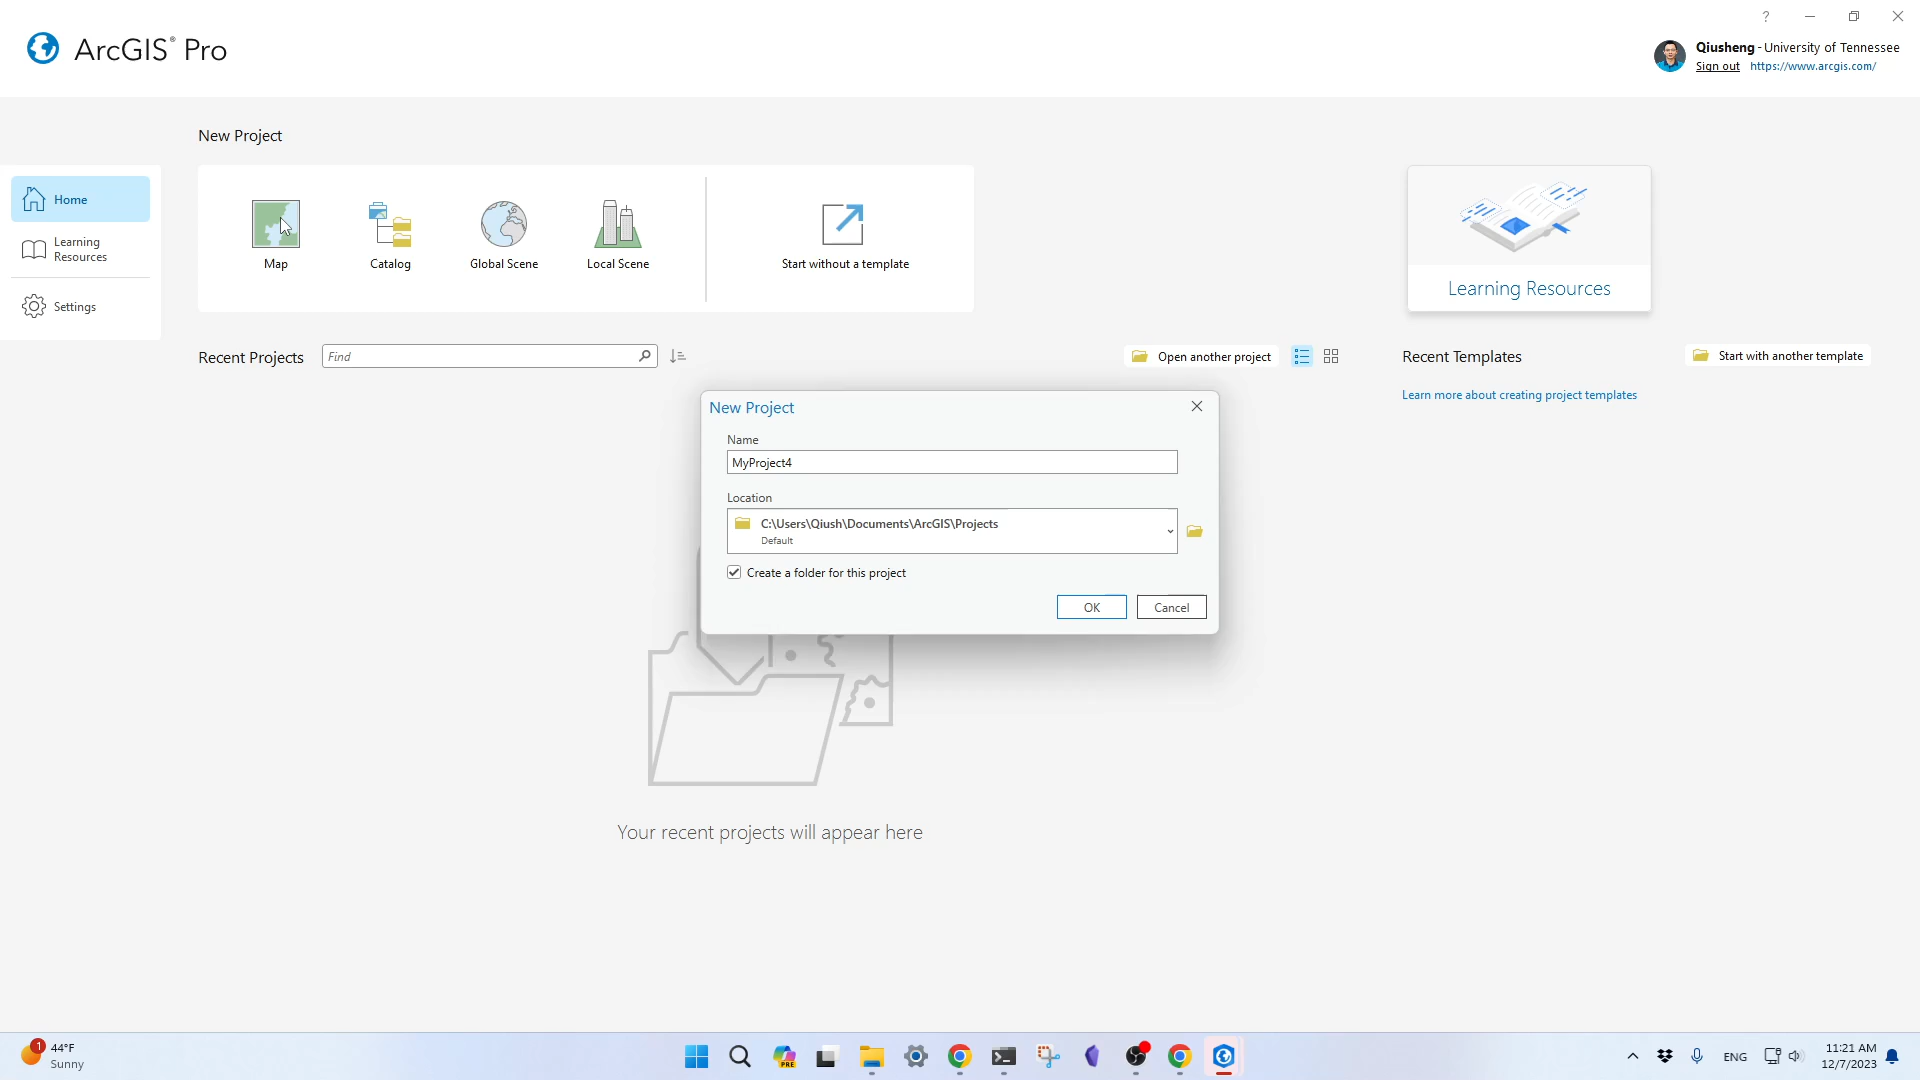 ?
ArcGIS® Pro
Qiusheng - University of Tennessee
Sign out https://www.arcgis.com/
New Project
Home
Learning
Resources
Settings
Map
Catalog
Global Scene
Local Scene
Start without a template
Learning Resources
Recent Projects
Find
Open another project
Recent Templates
Start with another template
Learn more about creating project templates
New Project
Name
MyProject4
Location
C:\Users\Qiush\Documents\ArcGIS\Projects
Default
Create a folder for this project
OK
Cancel
Your recent projects will appear here
1
44°F
Sunny
PRE
ENG
11:21 AM
12/7/2023